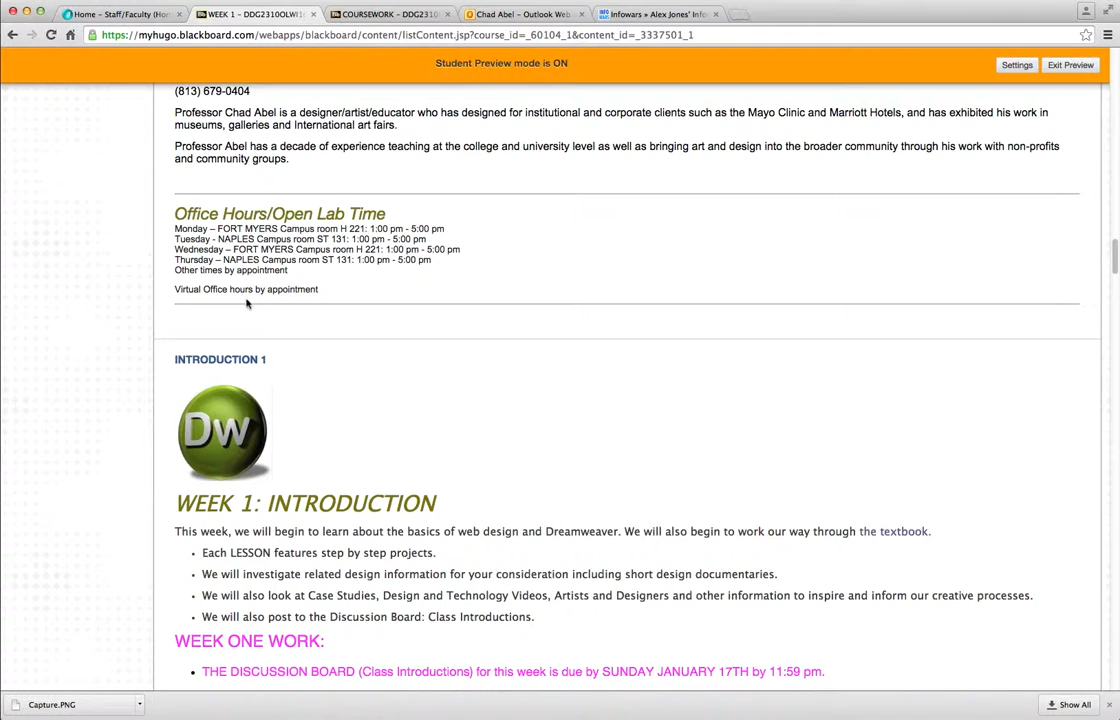 Home - Staff/Faculty (Hom
WEEK 1 - DDG2310OLW11
COURSEWORK - DDG2310
Chad Abel - Outlook Web
Infowars » Alex Jones' Info
https://myhugo.blackboard.com/webapps/blackboard/content/listContent.jsp?course_id=_60104_1&content_id=_3337501_1
Student Preview mode is ON
Settings
Exit Preview
(813) 679-0404
Professor Chad Abel is a designer/artist/educator who has designed for institutional and corporate clients such as the Mayo Clinic and Marriott Hotels, and has exhibited his work in
museums, galleries and International art fairs.
Professor Abel has a decade of experience teaching at the college and university level as well as bringing art and design into the broader community through his work with non-profits
and community groups.
Office Hours/Open Lab Time
Monday – FORT MYERS Campus room H 221: 1:00 pm - 5:00 pm
Tuesday - NAPLES Campus room ST 131: 1:00 pm - 5:00 pm
Wednesday – FORT MYERS Campus room H 221: 1:00 pm - 5:00 pm
Thursday – NAPLES Campus room ST 131: 1:00 pm - 5:00 pm
Other times by appointment
Virtual Office hours by appointment
INTRODUCTION 1
Dw
WEEK 1: INTRODUCTION
This week, we will begin to learn about the basics of web design and Dreamweaver. We will also begin to work our way through the textbook.
• Each LESSON features step by step projects.
• We will investigate related design information for your consideration including short design documentaries.
• We will also look at Case Studies, Design and Technology Videos, Artists and Designers and other information to inspire and inform our creative processes.
• We will also post to the Discussion Board: Class Introductions.
WEEK ONE WORK:
• THE DISCUSSION BOARD (Class Introductions) for this week is due by SUNDAY JANUARY 17TH by 11:59 pm.
Capture.PNG
Show All